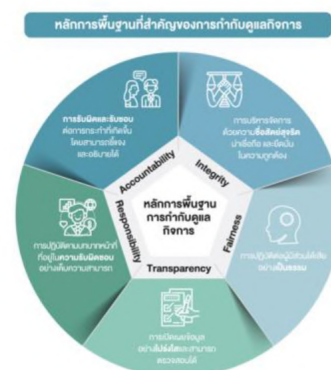 หลักการพื้นฐานที่สำคัญของการกำกับดูแลกิจการ
การรับผิดและรับชอบ
ต่อการกระทำที่เกิดขึ้น
โดยสามารถชี้แจง
และอธิบายได้
การบริหารจัดการ
ด้วยความซื่อสัตย์สุจริต
น่าเชื่อถือ และยึดมั่น
ในความถูกต้อง
Accountability
Integrity
หลักการพื้นฐาน
การกำกับดูแล
กิจการ
Responsibility
Fairness
Transparency
การปฏิบัติตามบทบาทหน้าที่
ที่อยู่ในความรับผิดชอบ
อย่างเต็มความสามารถ
การปฏิบัติต่อผู้มีส่วนได้เสีย
อย่างเป็นธรรม
การเปิดเผยข้อมูล
อย่างโปร่งใสและสามารถ
ตรวจสอบได้